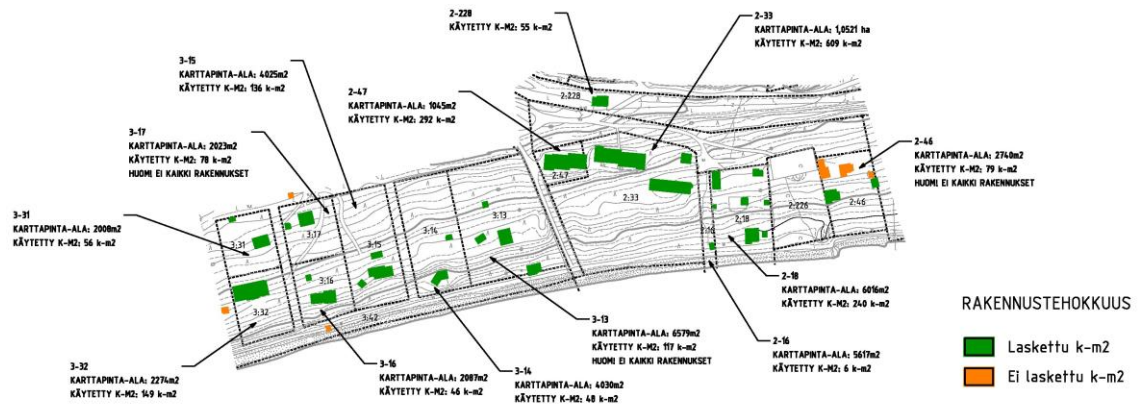 2-228
KÄYTETTY K-M2: 55 k-m2
2-33
KARTTAPINTA-ALA: 1,0521 ha
KÄYTETTY K-M2: 609 k-m2
3-15
KARTTAPINTA-ALA: 4025m2
KÄYTETTY K-M2: 136 k-m2
2-47
KARTTAPINTA-ALA: 1045m2
KÄYTETTY K-M2: 292 k-m2
3-17
KARTTAPINTA-ALA: 2023m2
KÄYTETTY K-M2: 78 k-m2
HUOMI EI KAIKKI RAKENNUKSET
2-46
KARTTAPINTA-ALA: 2740m2
KÄYTETTY K-M2: 79 k-m2
HUOMI EI KAIKKI RAKENNUKSET
3-31
KARTTAPINTA-ALA: 2008m2
KÄYTETTY K-M2: 56 k-m2
2:228
2:47
2:33
2:16
2:18
2:226
2:46
3:31
3:17
3:15
3:14
3:13
3:16
3:32
3:42
2-18
KARTTAPINTA-ALA: 6016m2
KÄYTETTY K-M2: 240 k-m2
3-13
KARTTAPINTA-ALA: 6579m2
KÄYTETTY K-M2: 117 k-m2
HUOMI EI KAIKKI RAKENNUKSET
2-16
KARTTAPINTA-ALA: 5617m2
KÄYTETTY K-M2: 6 k-m2
3-32
KARTTAPINTA-ALA: 2274m2
KÄYTETTY K-M2: 149 k-m2
3-16
KARTTAPINTA-ALA: 2087m2
KÄYTETTY K-M2: 46 k-m2
3-14
KARTTAPINTA-ALA: 4030m2
KÄYTETTY K-M2: 48 k-m2
RAKENNUSTEHOKKUUS
Laskettu k-m2
Ei laskettu k-m2